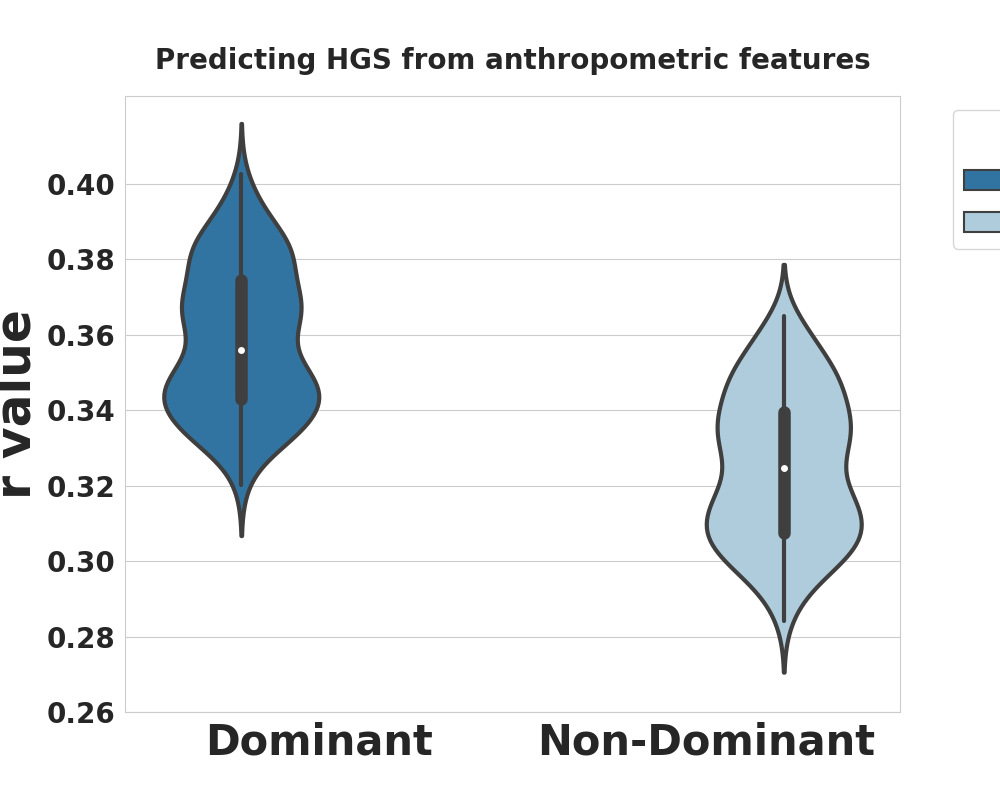 Predicting HGS from anthropometric features
r value
0.40
0.38
0.36
0.34
0.32
0.30
0.28
0.26
Dominant
Non-Dominant